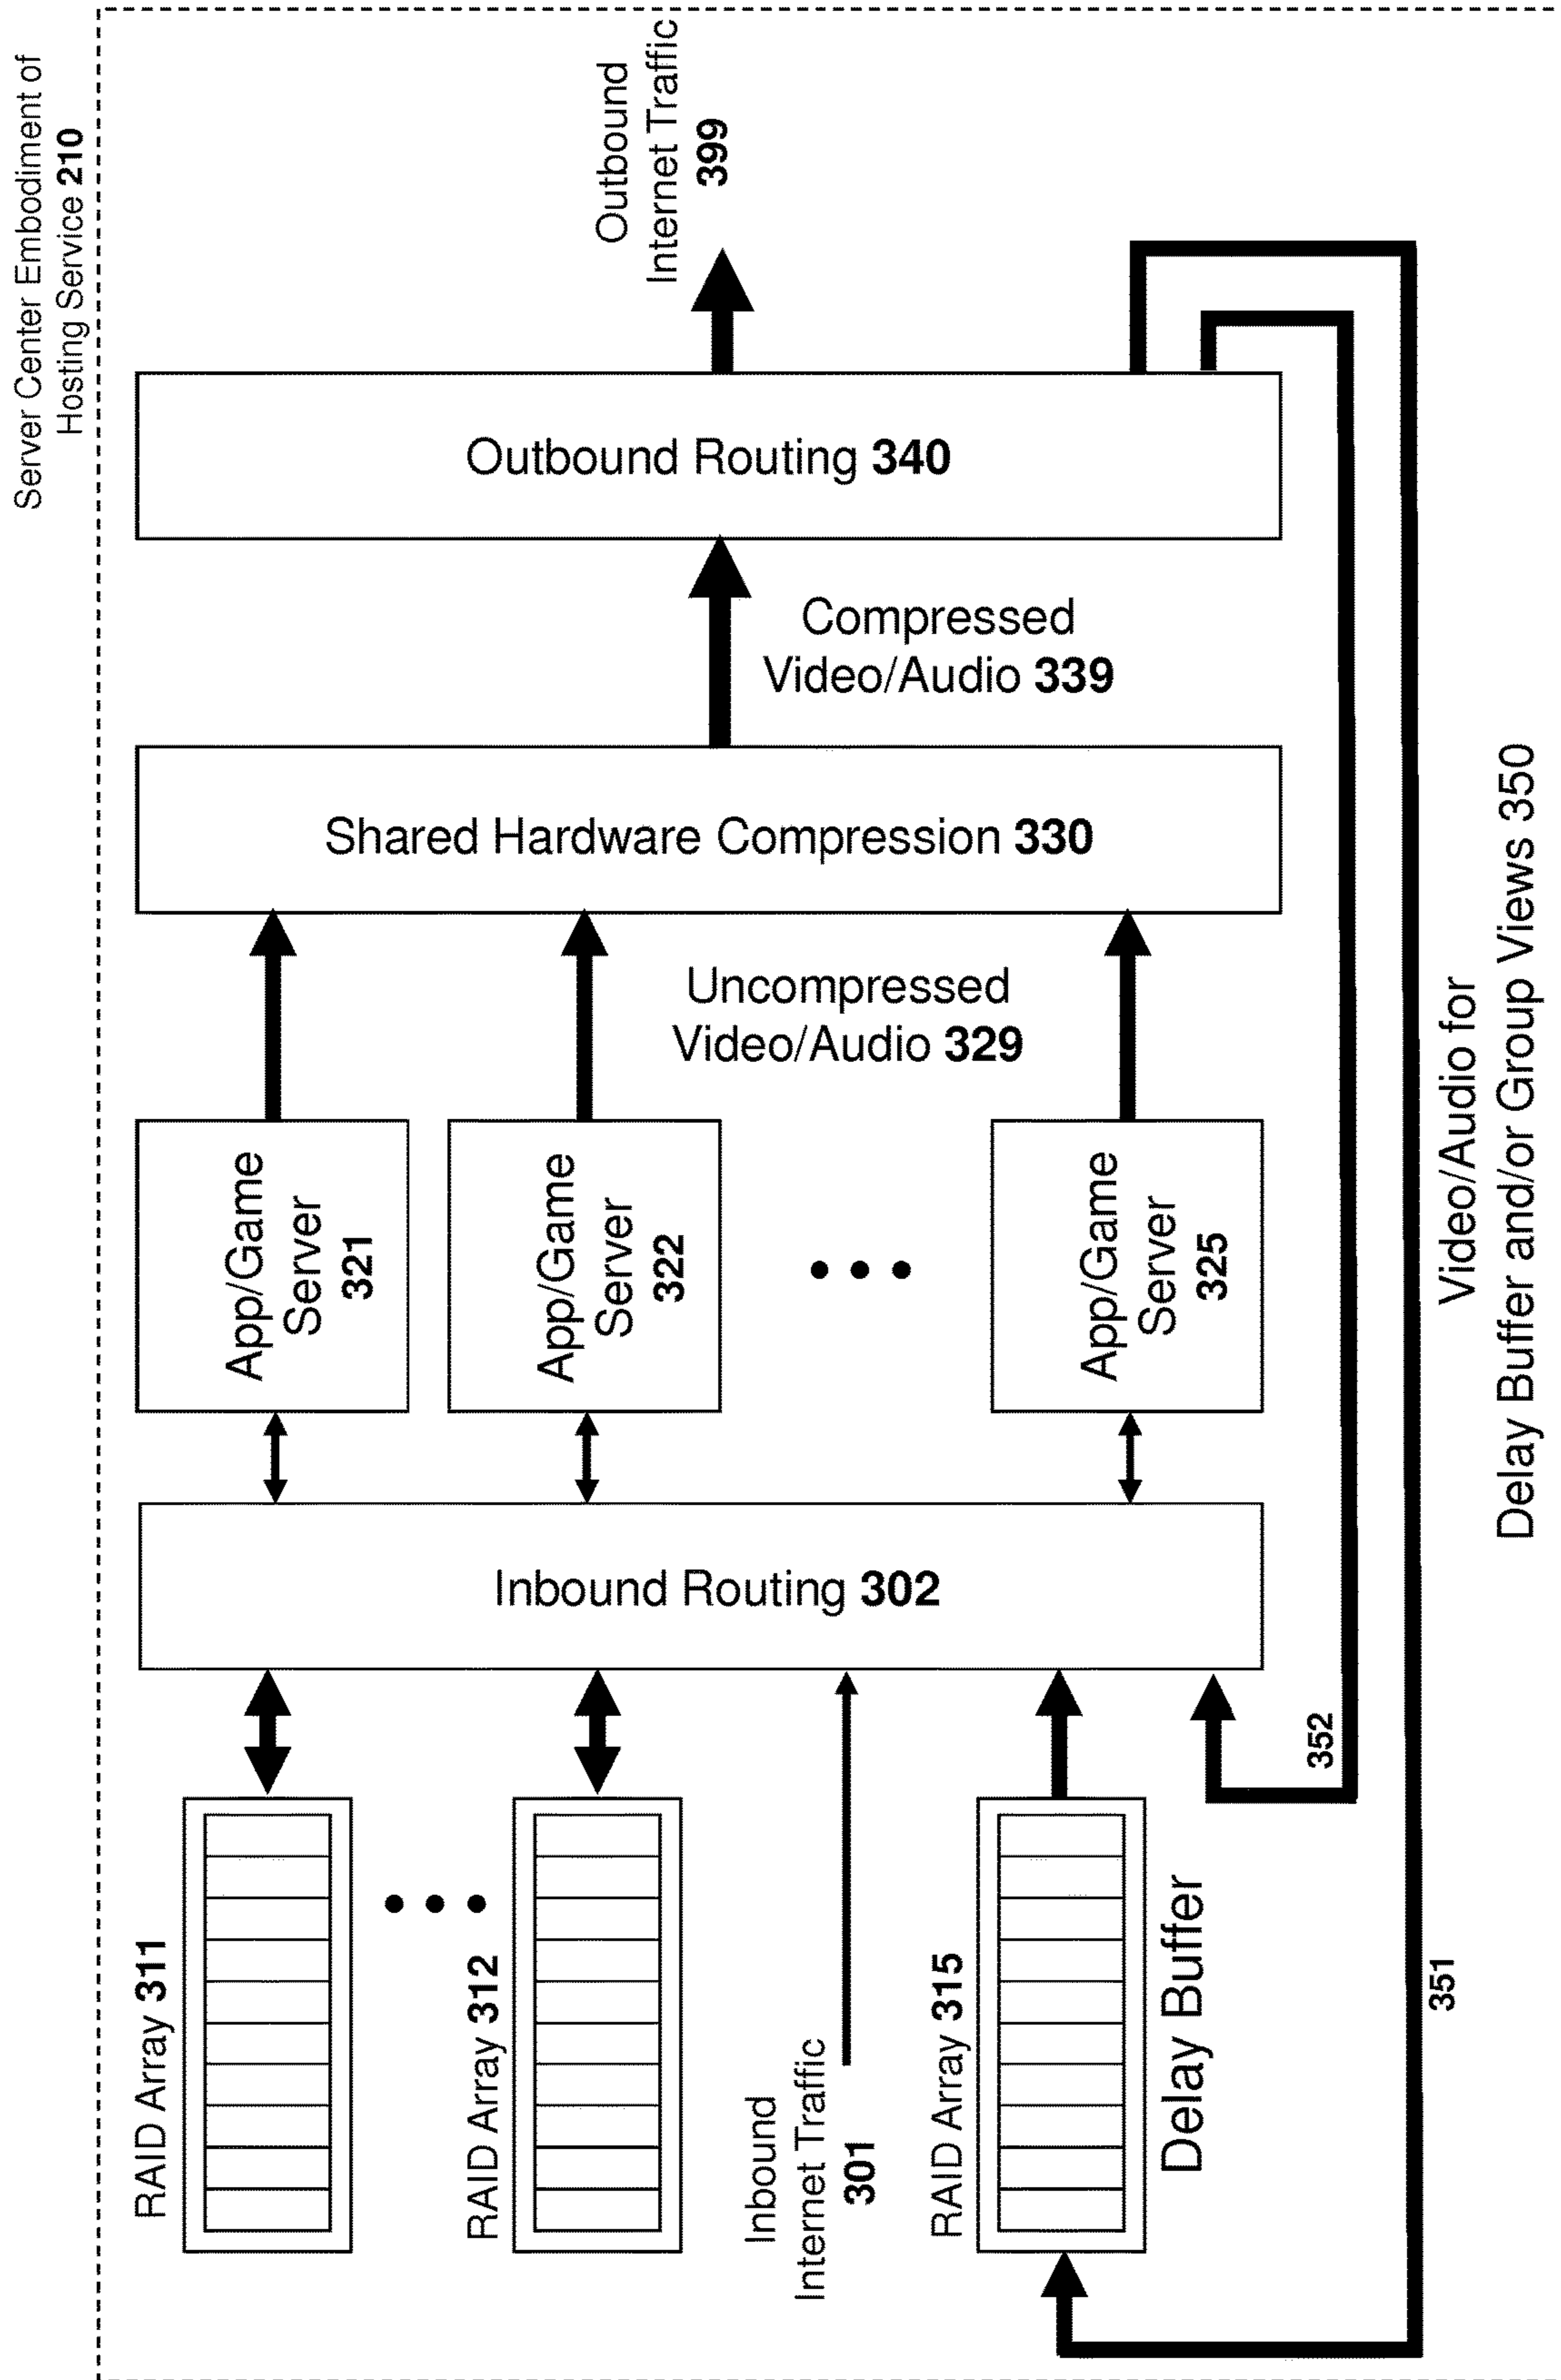 Server Center Embodiment of
Hosting Service 210
RAID Array 311
RAID Array 312
Inbound
Internet Traffic
301
RAID Array 315
Delay Buffer
Inbound Routing 302
App/Game
Server
321
App/Game
Server
322
App/Game
Server
325
Uncompressed
Video/Audio 329
Shared Hardware Compression 330
Compressed
Video/Audio 339
Outbound Routing 340
Outbound
Internet Traffic
399
352
351
Video/Audio for
Delay Buffer and/or Group Views 350